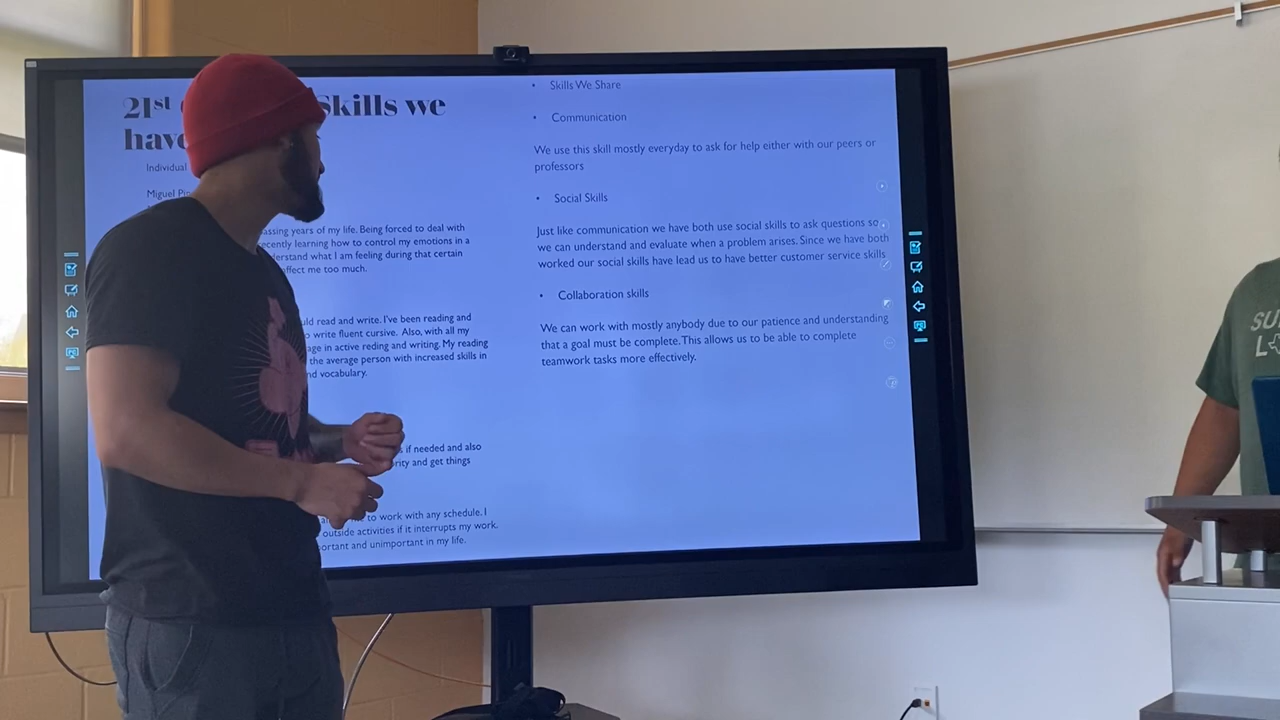 21st Skills we
have
Individual
Miguel
assing years of my life. Being forced to deal with
ecently learning how to control my emotions in a
erstand what I am feeling during that certain
affect me too much.
uld read and write. I've been reading and
o write fluent cursive. Also, with all my
age in active reding and writing. My reading
the average person with increased skills in
nd vocabulary.
if needed and also
rity and get things
to work with any schedule. I
outside activities if it interrupts my work.
ortant and unimportant in my life.
• Skills We Share
• Communication
We use this skill mostly everyday to ask for help either with our peers or
professors
• Social Skills
Just like communication we have both use social skills to ask questions so
we can understand and evaluate when a problem arises. Since we have both
worked our social skills have lead us to have better customer service skills
• Collaboration skills
We can work with mostly anybody due to our patience and understanding
that a goal must be complete. This allows us to be able to complete
teamwork tasks more effectively.
SU
L